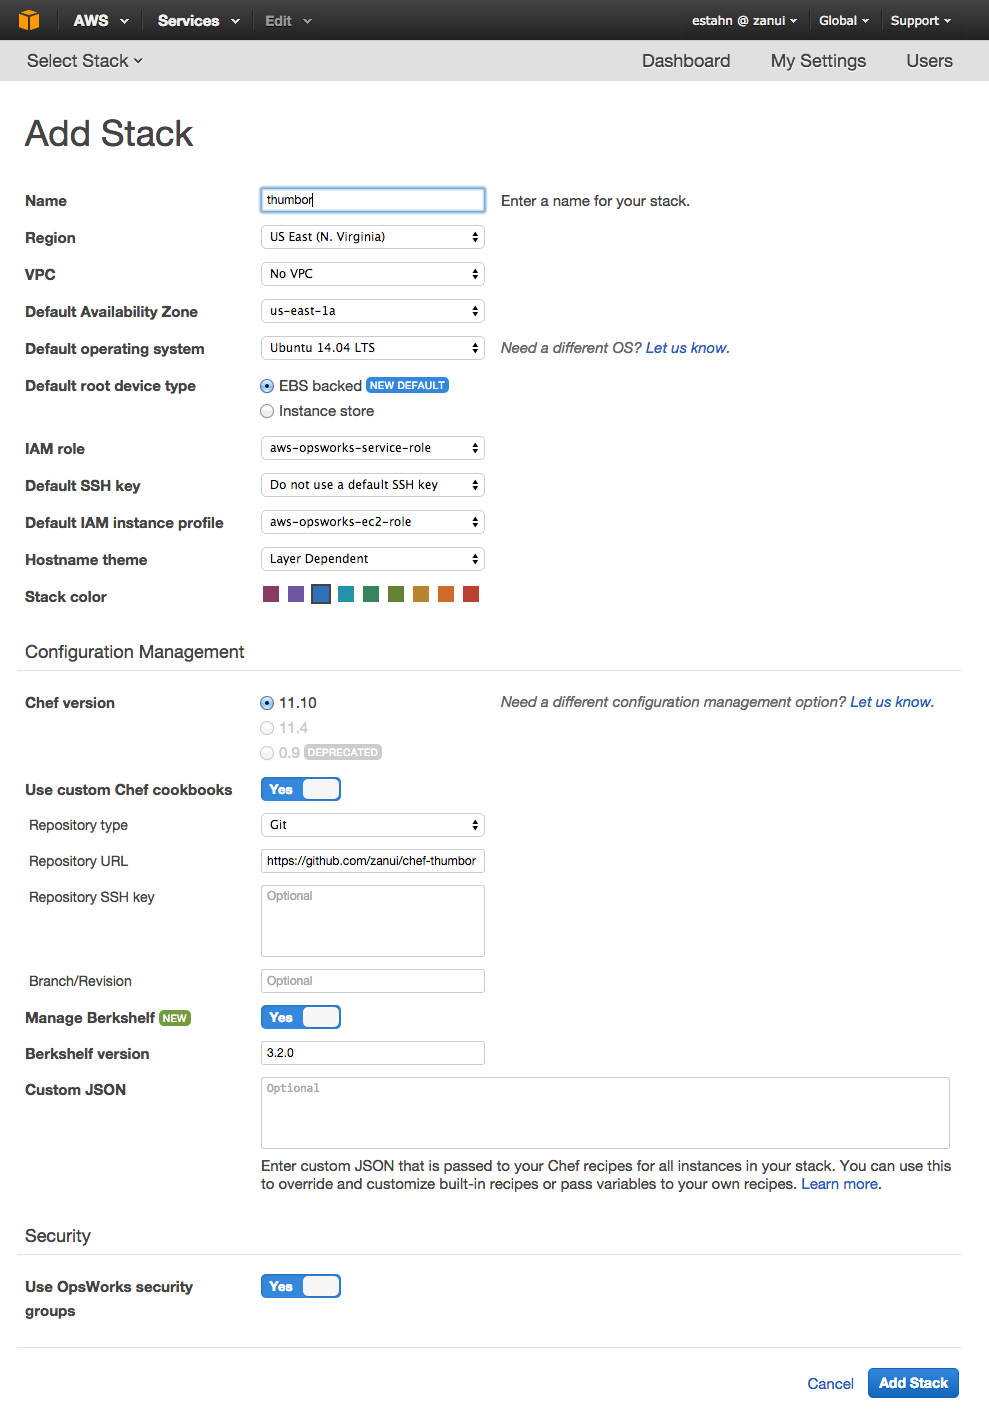 AWS Services Edit estahn @ zanui Global Support
Select Stack Dashboard My Settings Users
Add Stack
Name thumbor Enter a name for your stack.
Region US East (N. Virginia)
VPC No VPC
Default Availability Zone us-east-1a
Default operating system Ubuntu 14.04 LTS Need a different OS? Let us know.
Default root device type EBS backed NEW DEFAULT
Instance store
IAM role aws-opsworks-service-role
Default SSH key Do not use a default SSH key
Default IAM instance profile aws-opsworks-ec2-role
Hostname theme Layer Dependent
Stack color
Configuration Management
Chef version 11.10 Need a different configuration management option? Let us know.
11.4
0.9 DEPRECATED
Use custom Chef cookbooks Yes
Repository type Git
Repository URL https://github.com/zanui/chef-thumbor
Repository SSH key Optional
Branch/Revision Optional
Manage Berkshelf NEW Yes
Berkshelf version 3.2.0
Custom JSON Optional
Enter custom JSON that is passed to your Chef recipes for all instances in your stack. You can use this
to override and customize built-in recipes or pass variables to your own recipes. Learn more.
Security
Use OpsWorks security Yes
groups
Cancel Add Stack